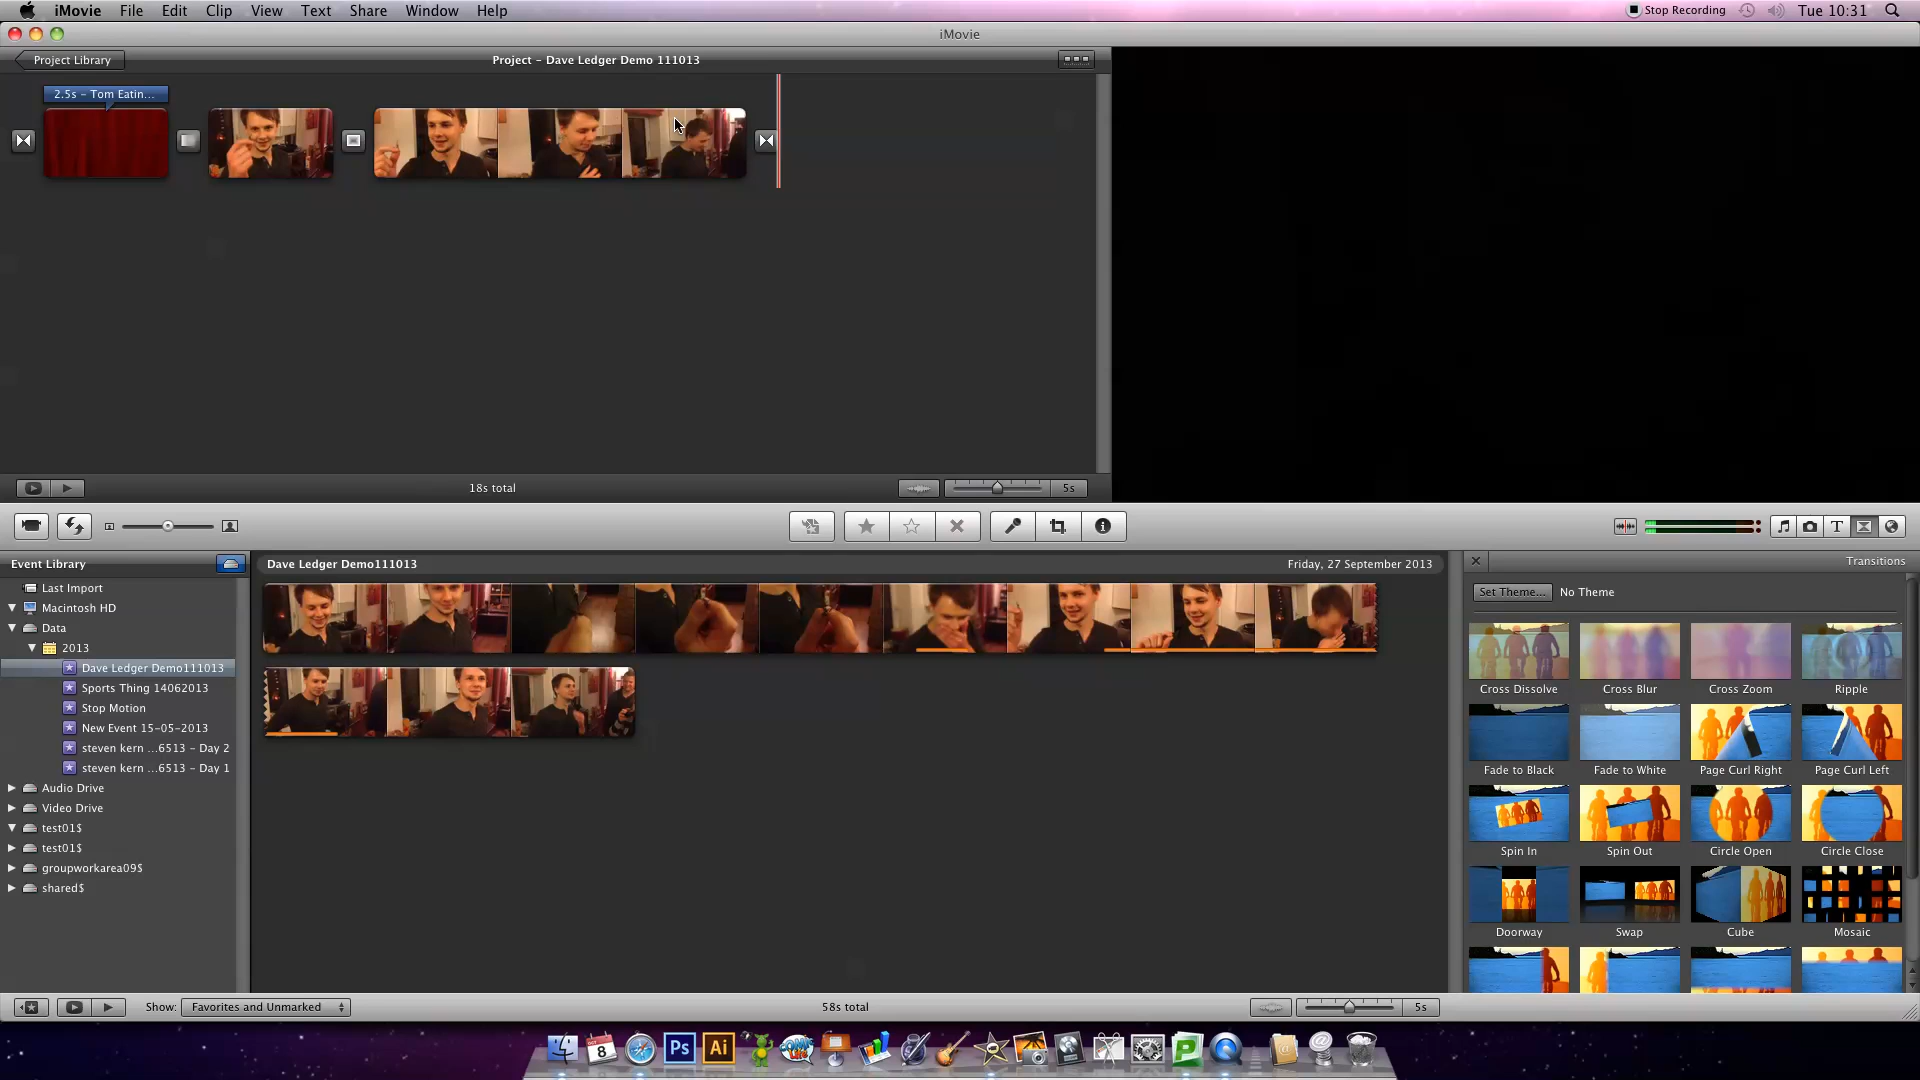 iMovie File Edit Clip View Text Share Window Help Stop Recording Tue 10:31
iMovie
Project Library Project - Dave Ledger Demo 111013
2.5s - Tom Eatin...
18s total 5s
Event Library Dave Ledger Demo111013 Friday, 27 September 2013 Transitions
Last Import
Macintosh HD
Data
2013
Dave Ledger Demo111013
Sports Thing 14062013
Stop Motion
New Event 15-05-2013
steven kern ...6513 - Day 2
steven kern ...6513 - Day 1
Audio Drive
Video Drive
test01$
test01$
groupworkarea09$
shared$
Set Theme... No Theme
Cross Dissolve Cross Blur Cross Zoom Ripple
Fade to Black Fade to White Page Curl Right Page Curl Left
Spin In Spin Out Circle Open Circle Close
Doorway Swap Cube Mosaic
Show: Favorites and Unmarked 58s total 5s
8 Ps Ai